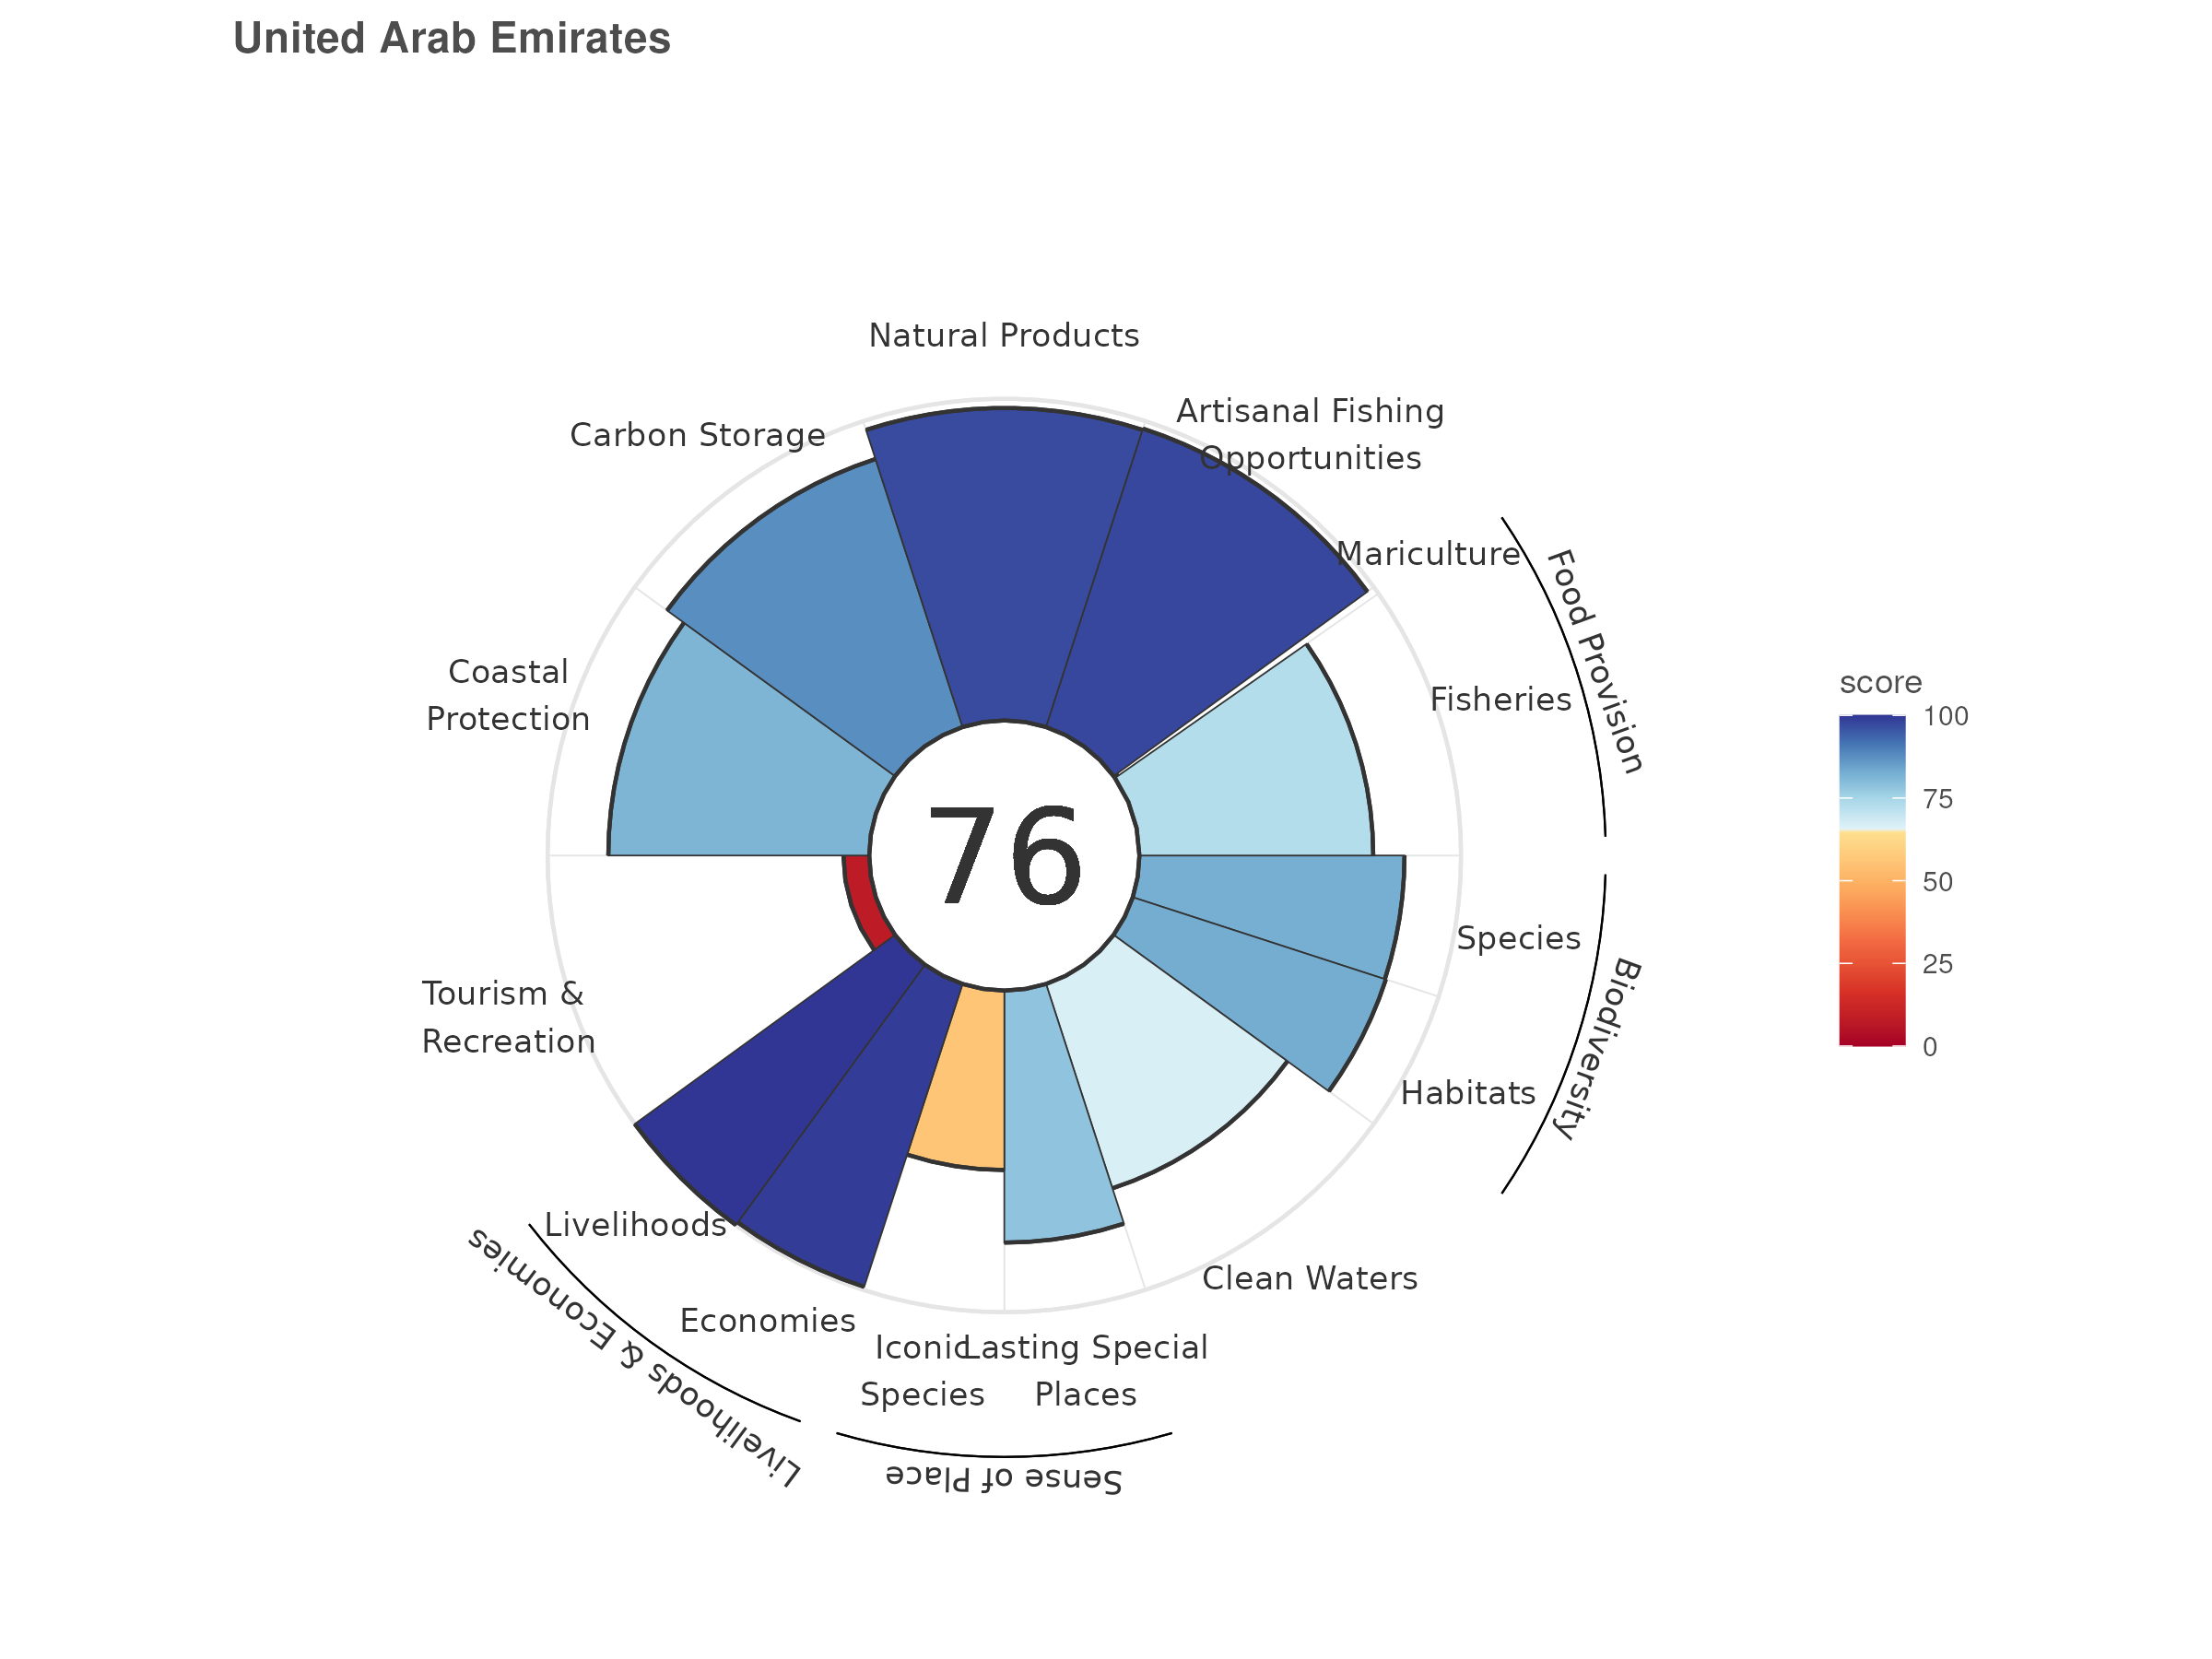 United Arab Emirates
Natural Products
Artisanal Fishing
Opportunities
Carbon Storage
Mariculture
Food Provision
Fisheries
Coastal
Protection
76
Species
Biodiversity
Habitats
Tourism &
Recreation
Livelihoods
Livelihoods & Economies
Economies
Clean Waters
Iconic
Species
Lasting Special
Places
Sense of Place
score
100
75
50
25
0